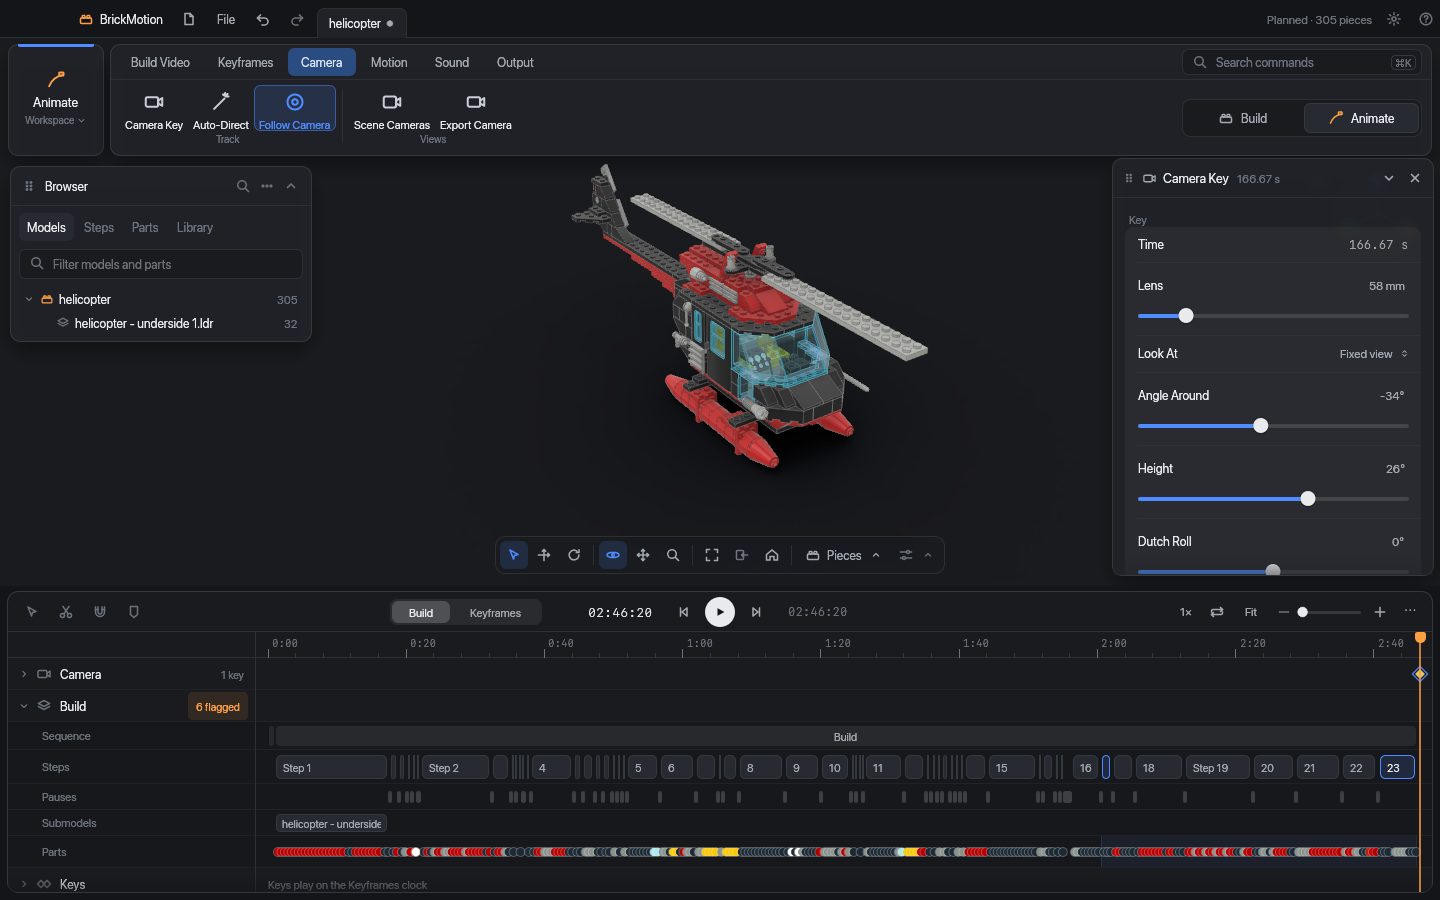 BrickMotion File helicopter Planned · 305 pieces
Animate
Workspace
Build Video Keyframes Camera Motion Sound Output
Search commands ⌘K
Camera Key Auto-Direct Follow Camera Scene Cameras Export Camera
Track Views
Build Animate
Browser
Models Steps Parts Library
Filter models and parts
helicopter 305
helicopter - underside 1.ldr 32
Camera Key 166.67 s
Key
Time 166.67 s
Lens 58 mm
Look At Fixed view
Angle Around -34°
Height 26°
Dutch Roll 0°
Pieces
Build Keyframes 02:46:20 02:46:20 1× Fit
0:00 0:20 0:40 1:00 1:20 1:40 2:00 2:20 2:40
Camera 1 key
Build 6 flagged
Sequence Build
Steps Step 1 Step 2 4 5 6 8 9 10 11 15 16 18 Step 19 20 21 22 23
Pauses
Submodels helicopter - underside
Parts
Keys Keys play on the Keyframes clock